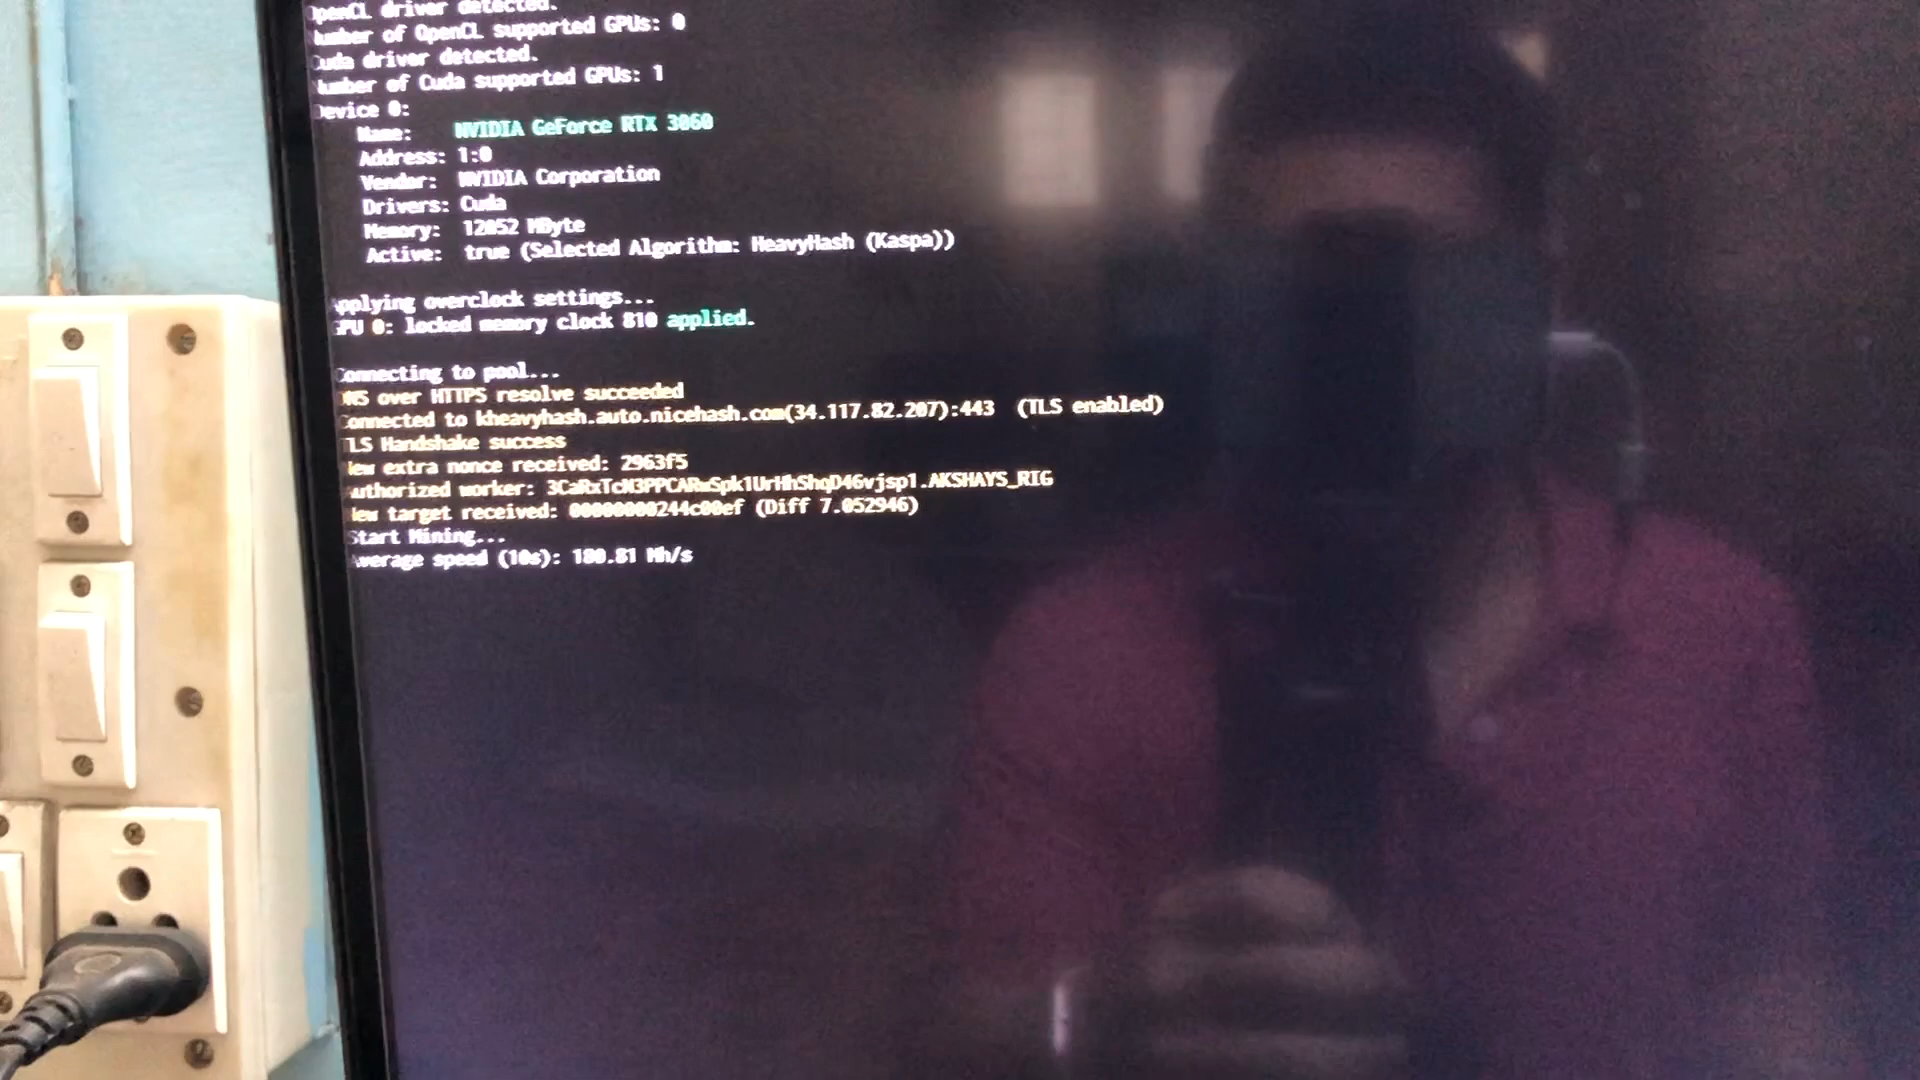 OpenCL driver detected.
Number of OpenCL supported GPUs: 0
Cuda driver detected.
Number of Cuda supported GPUs: 1
Device 0:
Name: NVIDIA GeForce RTX 3060
Address: 1:0
Vendor: NVIDIA Corporation
Drivers: Cuda
Memory: 12052 MByte
Active: true (Selected Algorithm: HeavyHash (Kaspa))
Applying overclock settings...
GPU 0: locked memory clock 810 applied.
Connecting to pool...
DNS over HTTPS resolve succeeded
Connected to kheavyhash.auto.nicehash.com(34.117.82.207):443 (TLS enabled)
TLS Handshake success
New extra nonce received: 2963f5
Authorized worker: 3CaRxTcN3PPCARwSpk1UrHhShqD46vjsp1.AKSHAYS_RIG
New target received: 00000000244c00ef (Diff 7.052946)
Start Mining...
Average speed (10s): 180.81 Mh/s